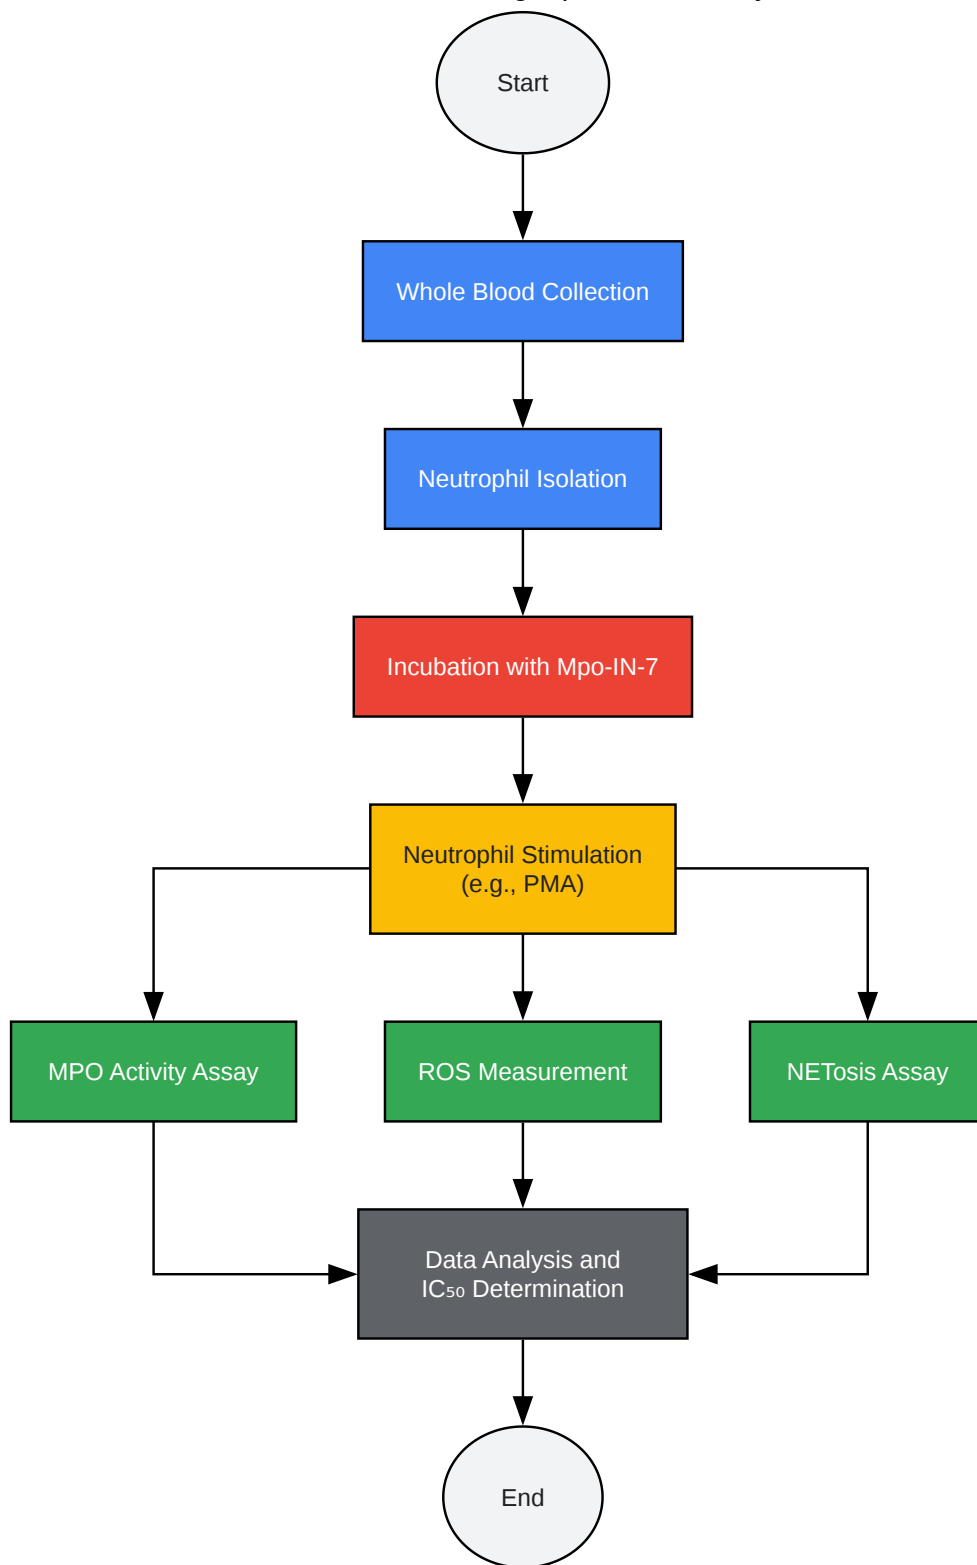 Start
Whole Blood Collection
Neutrophil Isolation
Incubation with Mpo-IN-7
Neutrophil Stimulation
(e.g., PMA)
MPO Activity Assay
ROS Measurement
NETosis Assay
Data Analysis and
IC₅₀ Determination
End